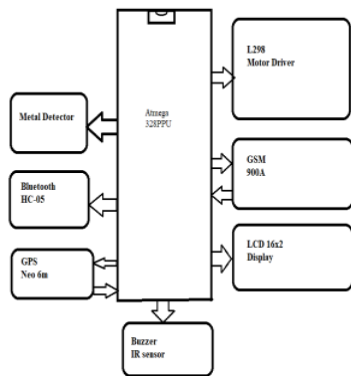 L298
Motor Driver
Atmega
328PPU
Metal Detector
GSM
900A
Bluetooth
HC-05
LCD 16x2
Display
GPS
Neo 6m
Buzzer
IR sensor